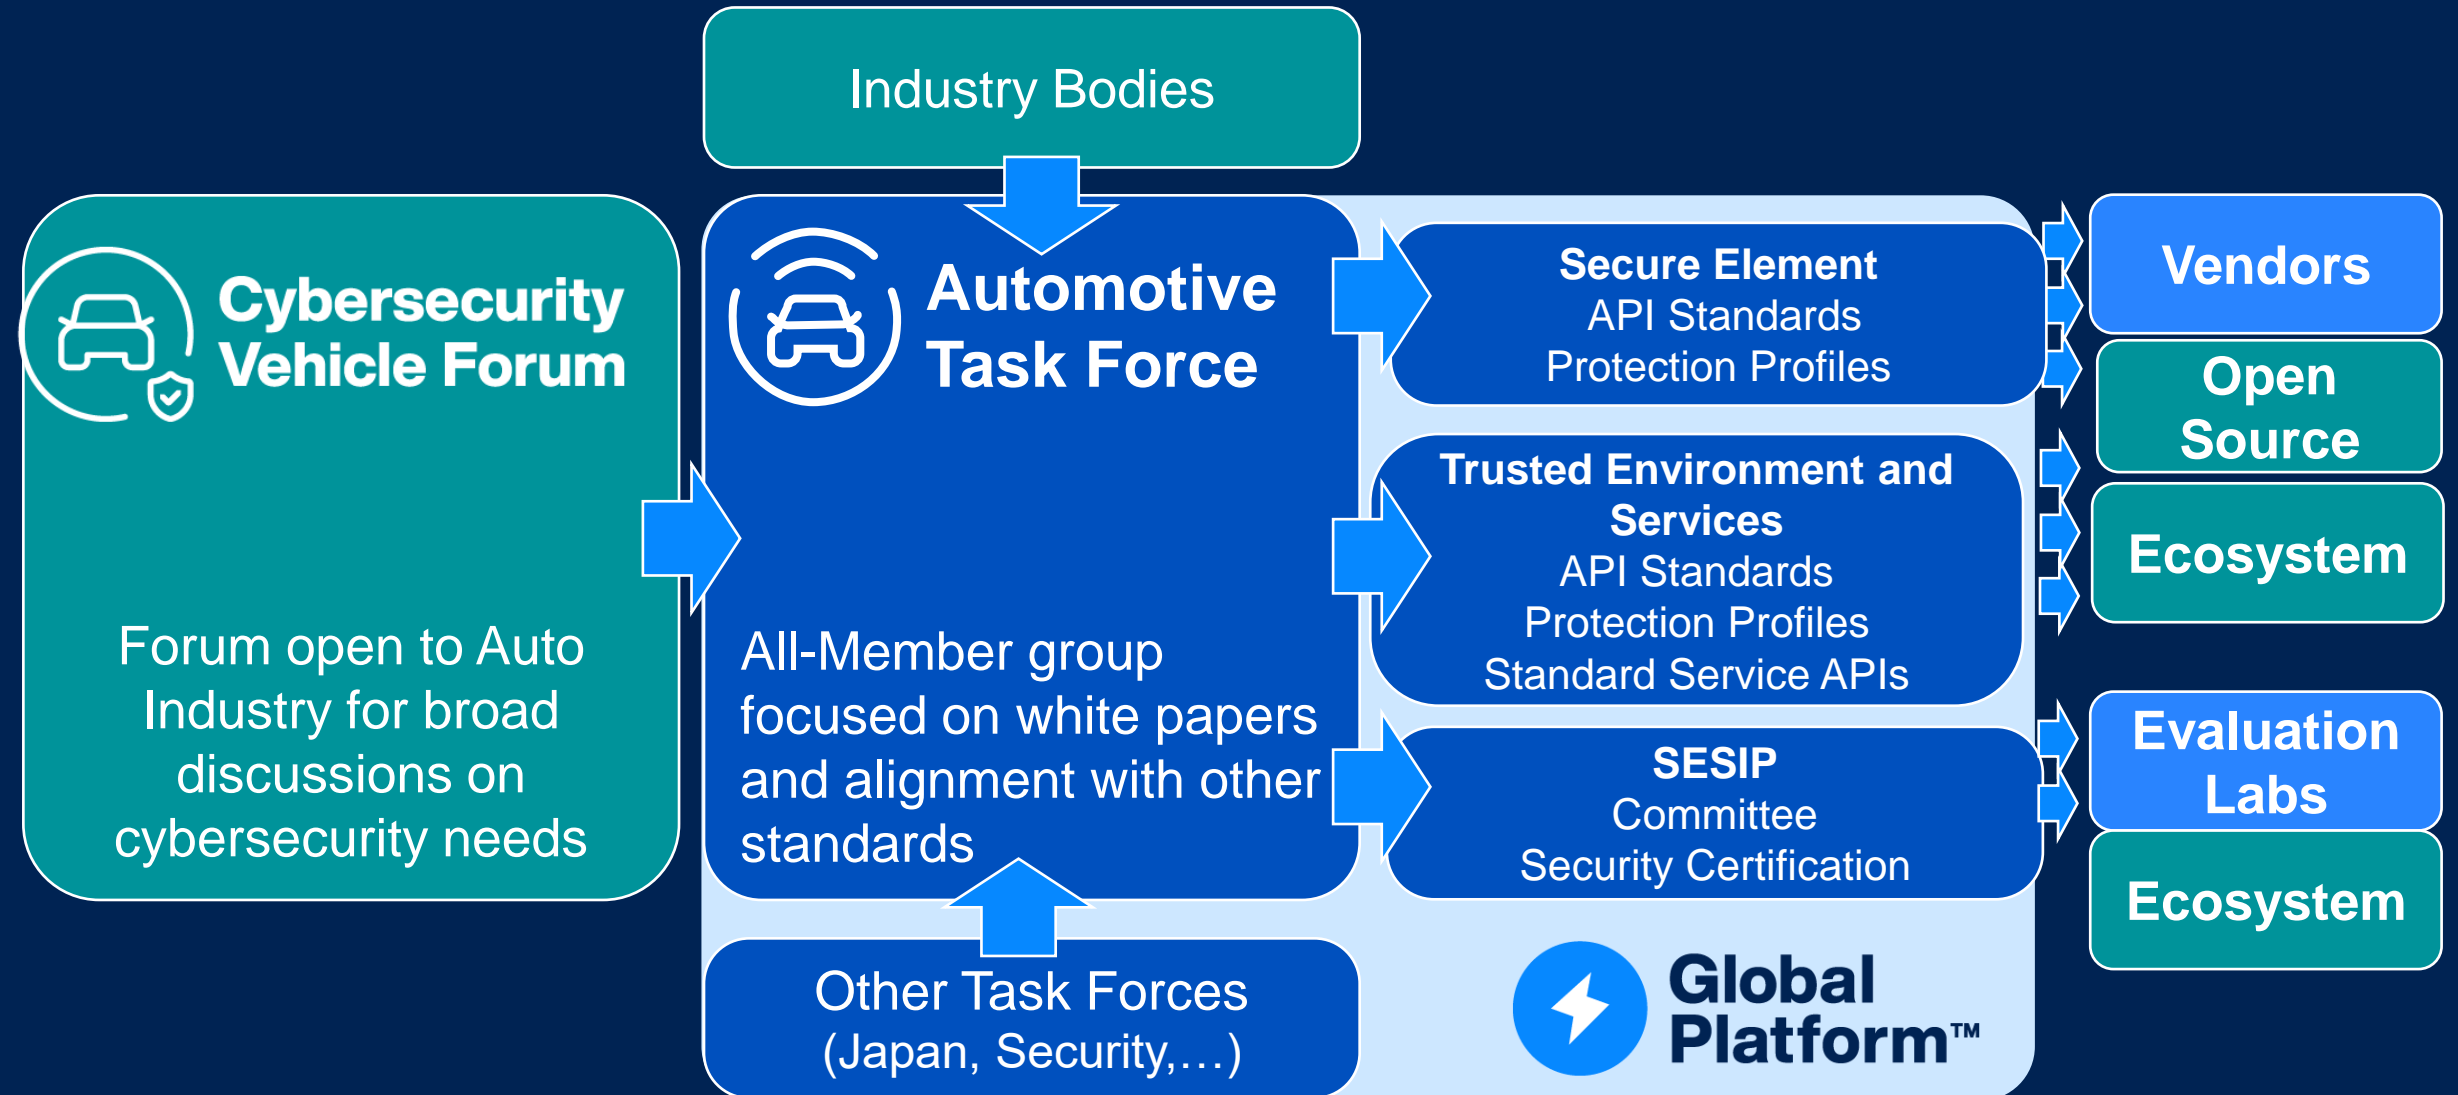 Industry Bodies
Cybersecurity
Vehicle Forum
Forum open to Auto
Industry for broad
discussions on
cybersecurity needs
Automotive
Task Force
All-Member group
focused on white papers
and alignment with other
standards
Other Task Forces
(Japan, Security,…)
Secure Element
API Standards
Protection Profiles
Trusted Environment and
Services
API Standards
Protection Profiles
Standard Service APIs
SESIP
Committee
Security Certification
Global
Platform™
Vendors
Open
Source
Ecosystem
Evaluation
Labs
Ecosystem